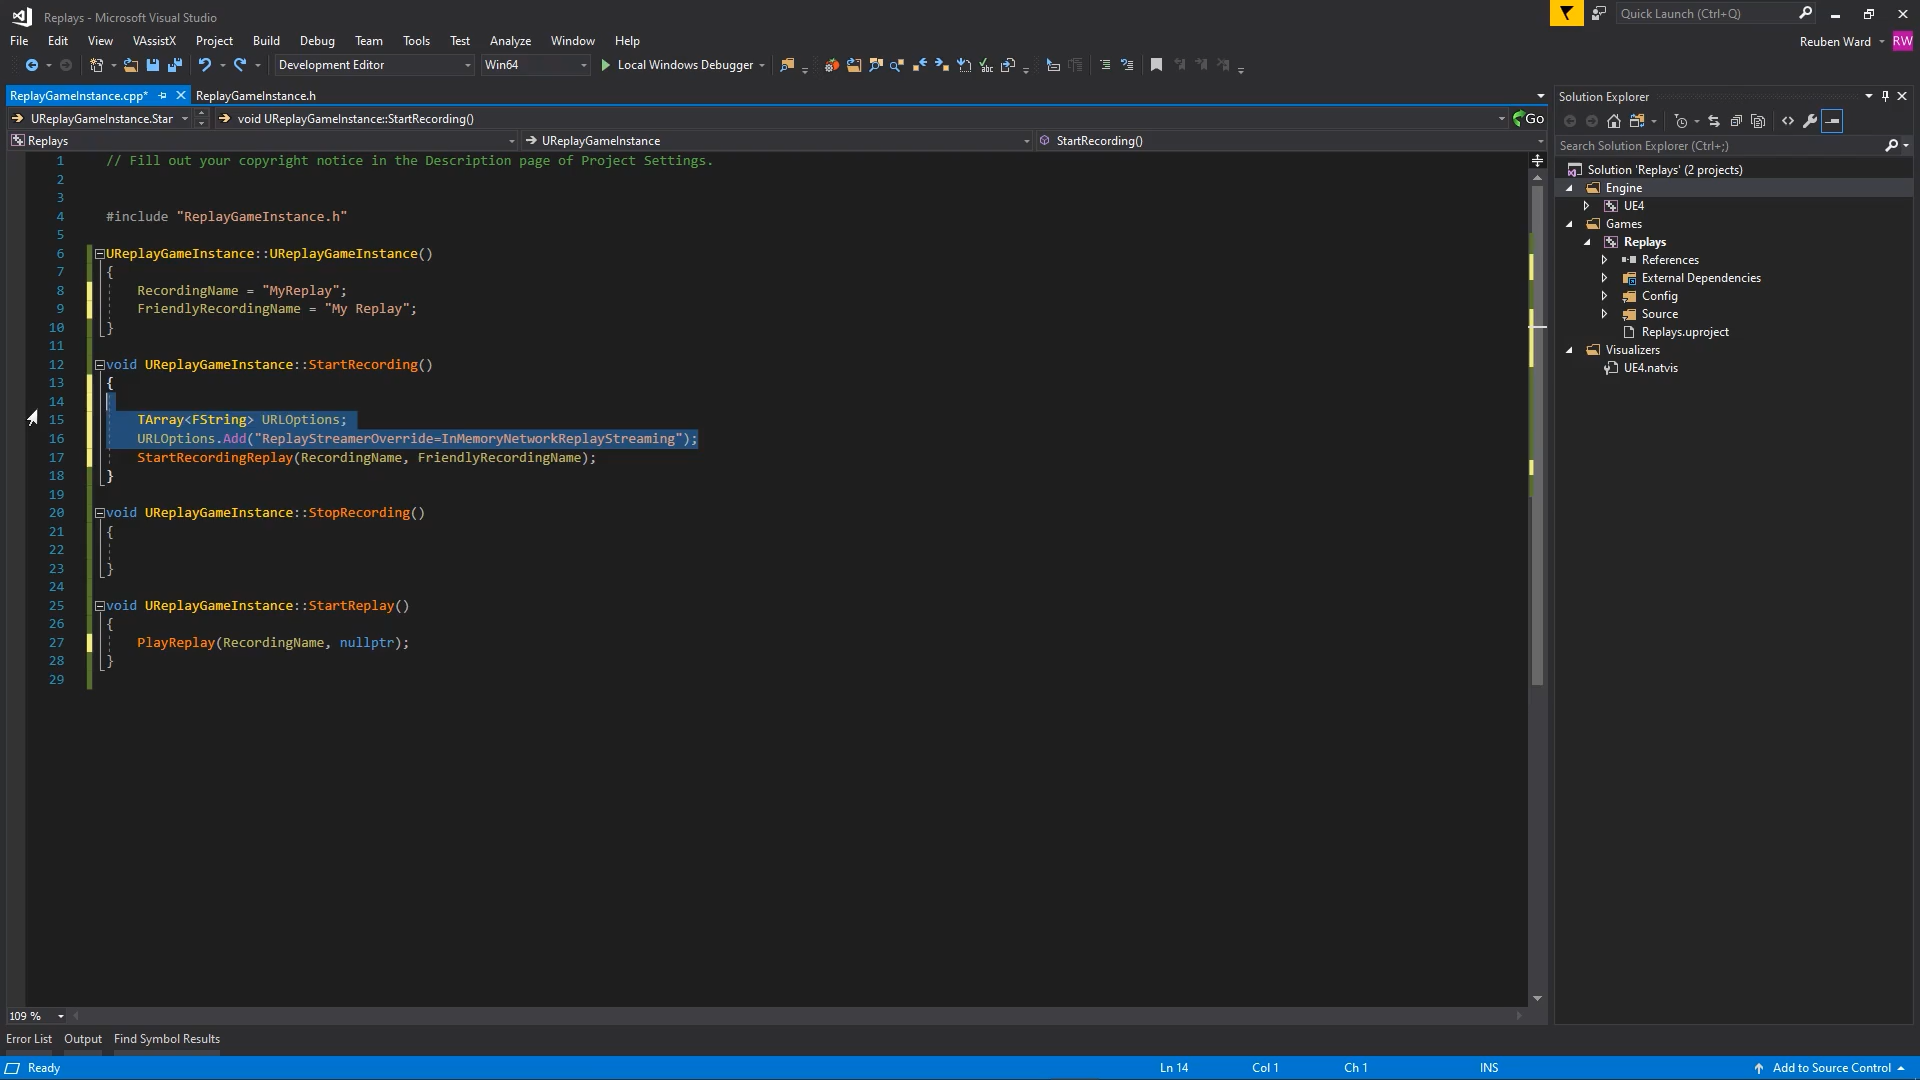 Replays - Microsoft Visual Studio
Quick Launch (Ctrl+Q)
File Edit View VAssistX Project Build Debug Team Tools Test Analyze Window Help
Reuben Ward RW
Development Editor Win64 Local Windows Debugger
ReplayGameInstance.cpp* ReplayGameInstance.h
UReplayGameInstance.Star void UReplayGameInstance::StartRecording() Go
Replays UReplayGameInstance StartRecording()
1 // Fill out your copyright notice in the Description page of Project Settings.
2
3
4 #include "ReplayGameInstance.h"
5
6 UReplayGameInstance::UReplayGameInstance()
7 {
8 RecordingName = "MyReplay";
9 FriendlyRecordingName = "My Replay";
10 }
11
12 void UReplayGameInstance::StartRecording()
13 {
14
15 TArray<FString> URLOptions;
16 URLOptions.Add("ReplayStreamerOverride=InMemoryNetworkReplayStreaming");
17 StartRecordingReplay(RecordingName, FriendlyRecordingName);
18 }
19
20 void UReplayGameInstance::StopRecording()
21 {
22
23 }
24
25 void UReplayGameInstance::StartReplay()
26 {
27 PlayReplay(RecordingName, nullptr);
28 }
29
109 %
Solution Explorer
Search Solution Explorer (Ctrl+;)
Solution 'Replays' (2 projects)
Engine
UE4
Games
Replays
References
External Dependencies
Config
Source
Replays.uproject
Visualizers
UE4.natvis
Error List Output Find Symbol Results
Ready Ln 14 Col 1 Ch 1 INS Add to Source Control